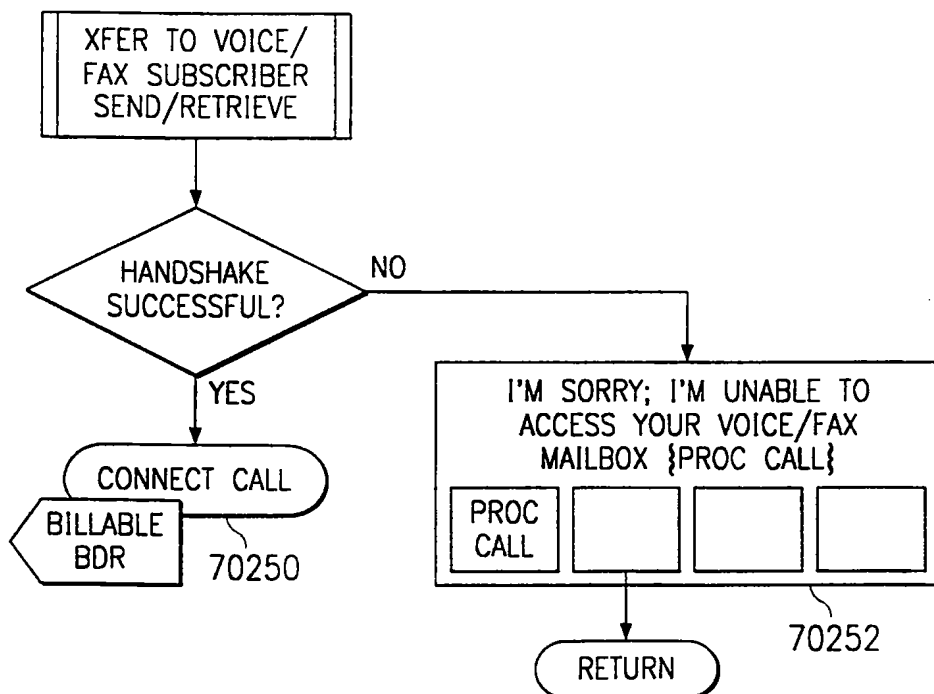 XFER TO VOICE/
FAX SUBSCRIBER
SEND/RETRIEVE
HANDSHAKE
SUCCESSFUL?
NO
YES
CONNECT CALL
BILLABLE
BDR
70250
I'M SORRY; I'M UNABLE TO
ACCESS YOUR VOICE/FAX
MAILBOX {PROC CALL{
PROC
CALL
70252
RETURN